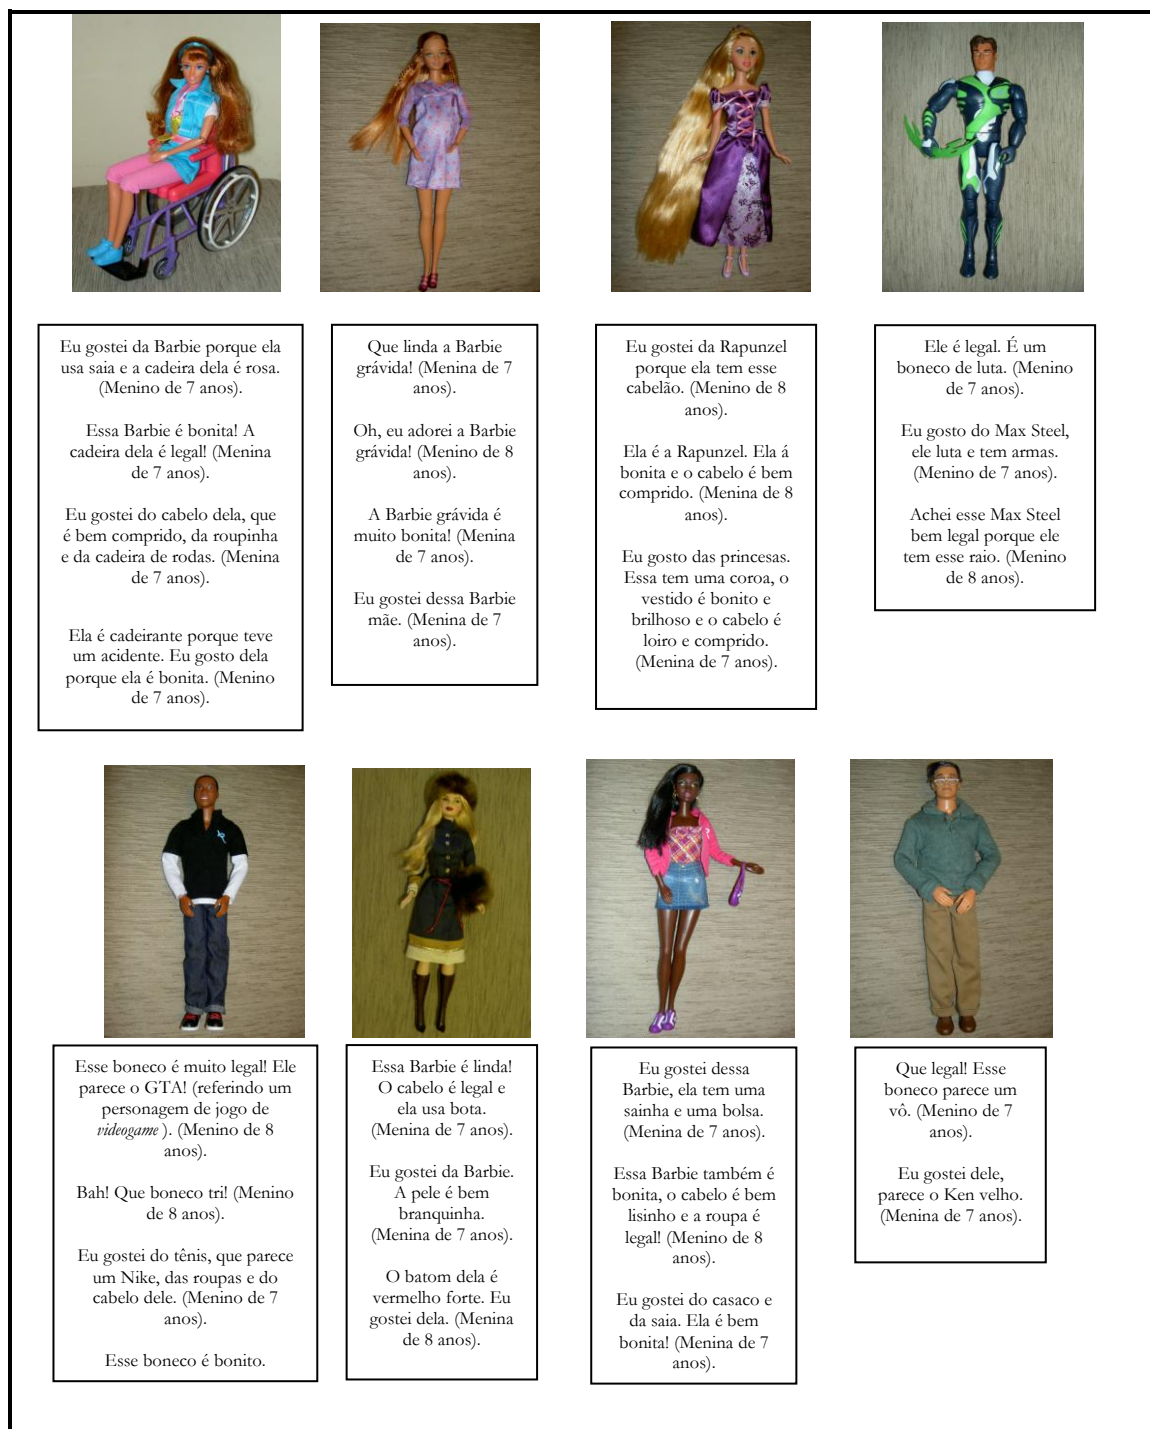 Eu gostei da Barbie porque ela
usa saia e a cadeira dela é rosa.
(Menino de 7 anos).
Essa Barbie é bonita! A
cadeira dela é legal! (Menina
de 7 anos).
Eu gostei do cabelo dela, que
é bem comprido, da roupinha
e da cadeira de rodas. (Menina
de 7 anos).
Ela é cadeirante porque teve
um acidente. Eu gosto dela
porque ela é bonita. (Menino
de 7 anos).
Que linda a Barbie
grávida! (Menina de 7
anos).
Oh, eu adorei a Barbie
grávida! (Menino de 8
anos).
A Barbie grávida é
muito bonita! (Menina
de 7 anos).
Eu gostei dessa Barbie
mãe. (Menina de 7
anos).
Eu gostei da Rapunzel
porque ela tem esse
cabelão. (Menino de 8
anos).
Ela é a Rapunzel. Ela á
bonita e o cabelo é bem
comprido. (Menina de 8
anos).
Eu gosto das princesas.
Essa tem uma coroa, o
vestido é bonito e
brilhoso e o cabelo é
loiro e comprido.
(Menina de 7 anos).
Ele é legal. É um
boneco de luta. (Menino
de 7 anos).
Eu gosto do Max Steel,
ele luta e tem armas.
(Menino de 7 anos).
Achei esse Max Steel
bem legal porque ele
tem esse raio. (Menino
de 8 anos).
Esse boneco é muito legal! Ele
parece o GTA! (referindo um
personagem de jogo de
videogame ). (Menino de 8
anos).
Bah! Que boneco tri! (Menino
de 8 anos).
Eu gostei do tênis, que parece
um Nike, das roupas e do
cabelo dele. (Menino de 7
anos).
Esse boneco é bonito.
Essa Barbie é linda!
O cabelo é legal e
ela usa bota.
(Menina de 7 anos).
Eu gostei da Barbie.
A pele é bem
branquinha.
(Menina de 7 anos).
O batom dela é
vermelho forte. Eu
gostei dela. (Menina
de 8 anos).
Eu gostei dessa
Barbie, ela tem uma
sainha e uma bolsa.
(Menina de 7 anos).
Essa Barbie também é
bonita, o cabelo é bem
lisinho e a roupa é
legal! (Menino de 8
anos).
Eu gostei do casaco e
da saia. Ela é bem
bonita! (Menina de 7
anos).
Que legal! Esse
boneco parece um
vô. (Menino de 7
anos).
Eu gostei dele,
parece o Ken velho.
(Menina de 7 anos).